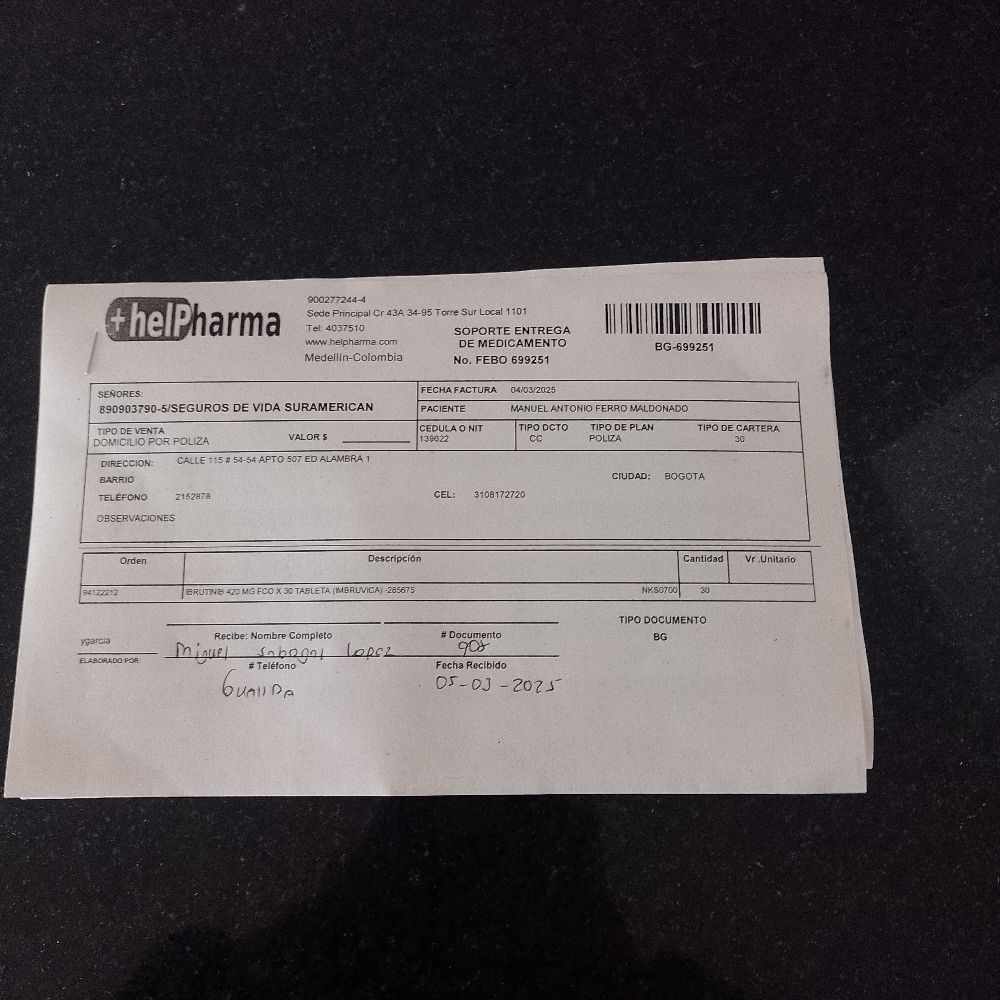 +helPharma
900277244-4
Sede Principal Cr 43A 34-95 Torre Sur Local 1101
Tel: 4037510
www.helpharma.com
Medellín-Colombia
SOPORTE ENTREGA
DE MEDICAMENTO
No. FEBO 699251
BG-699251
SEÑORES:
890903790-5/SEGUROS DE VIDA SURAMERICAN
FECHA FACTURA 04/03/2025
PACIENTE MANUEL ANTONIO FERRO MALDONADO
TIPO DE VENTA
DOMICILIO POR POLIZA
VALOR $
CEDULA O NIT
139622
TIPO DCTO
CC
TIPO DE PLAN
POLIZA
TIPO DE CARTERA
30
DIRECCION: CALLE 115 # 54-54 APTO 507 ED ALAMBRA 1
BARRIO
CIUDAD: BOGOTA
TELÉFONO 2152878
CEL: 3108172720
OBSERVACIONES
Orden Descripción Cantidad Vr .Unitario
94122212 IBRUTINIB 420 MG FCO X 30 TABLETA (IMBRUVICA) -285675 NKS0700 30
TIPO DOCUMENTO
BG
ygarcia
ELABORADO POR:
Recibe: Nombre Completo
Miguel Sabogal Lopez
# Documento
908
# Teléfono
Fecha Recibido
05-03-2025